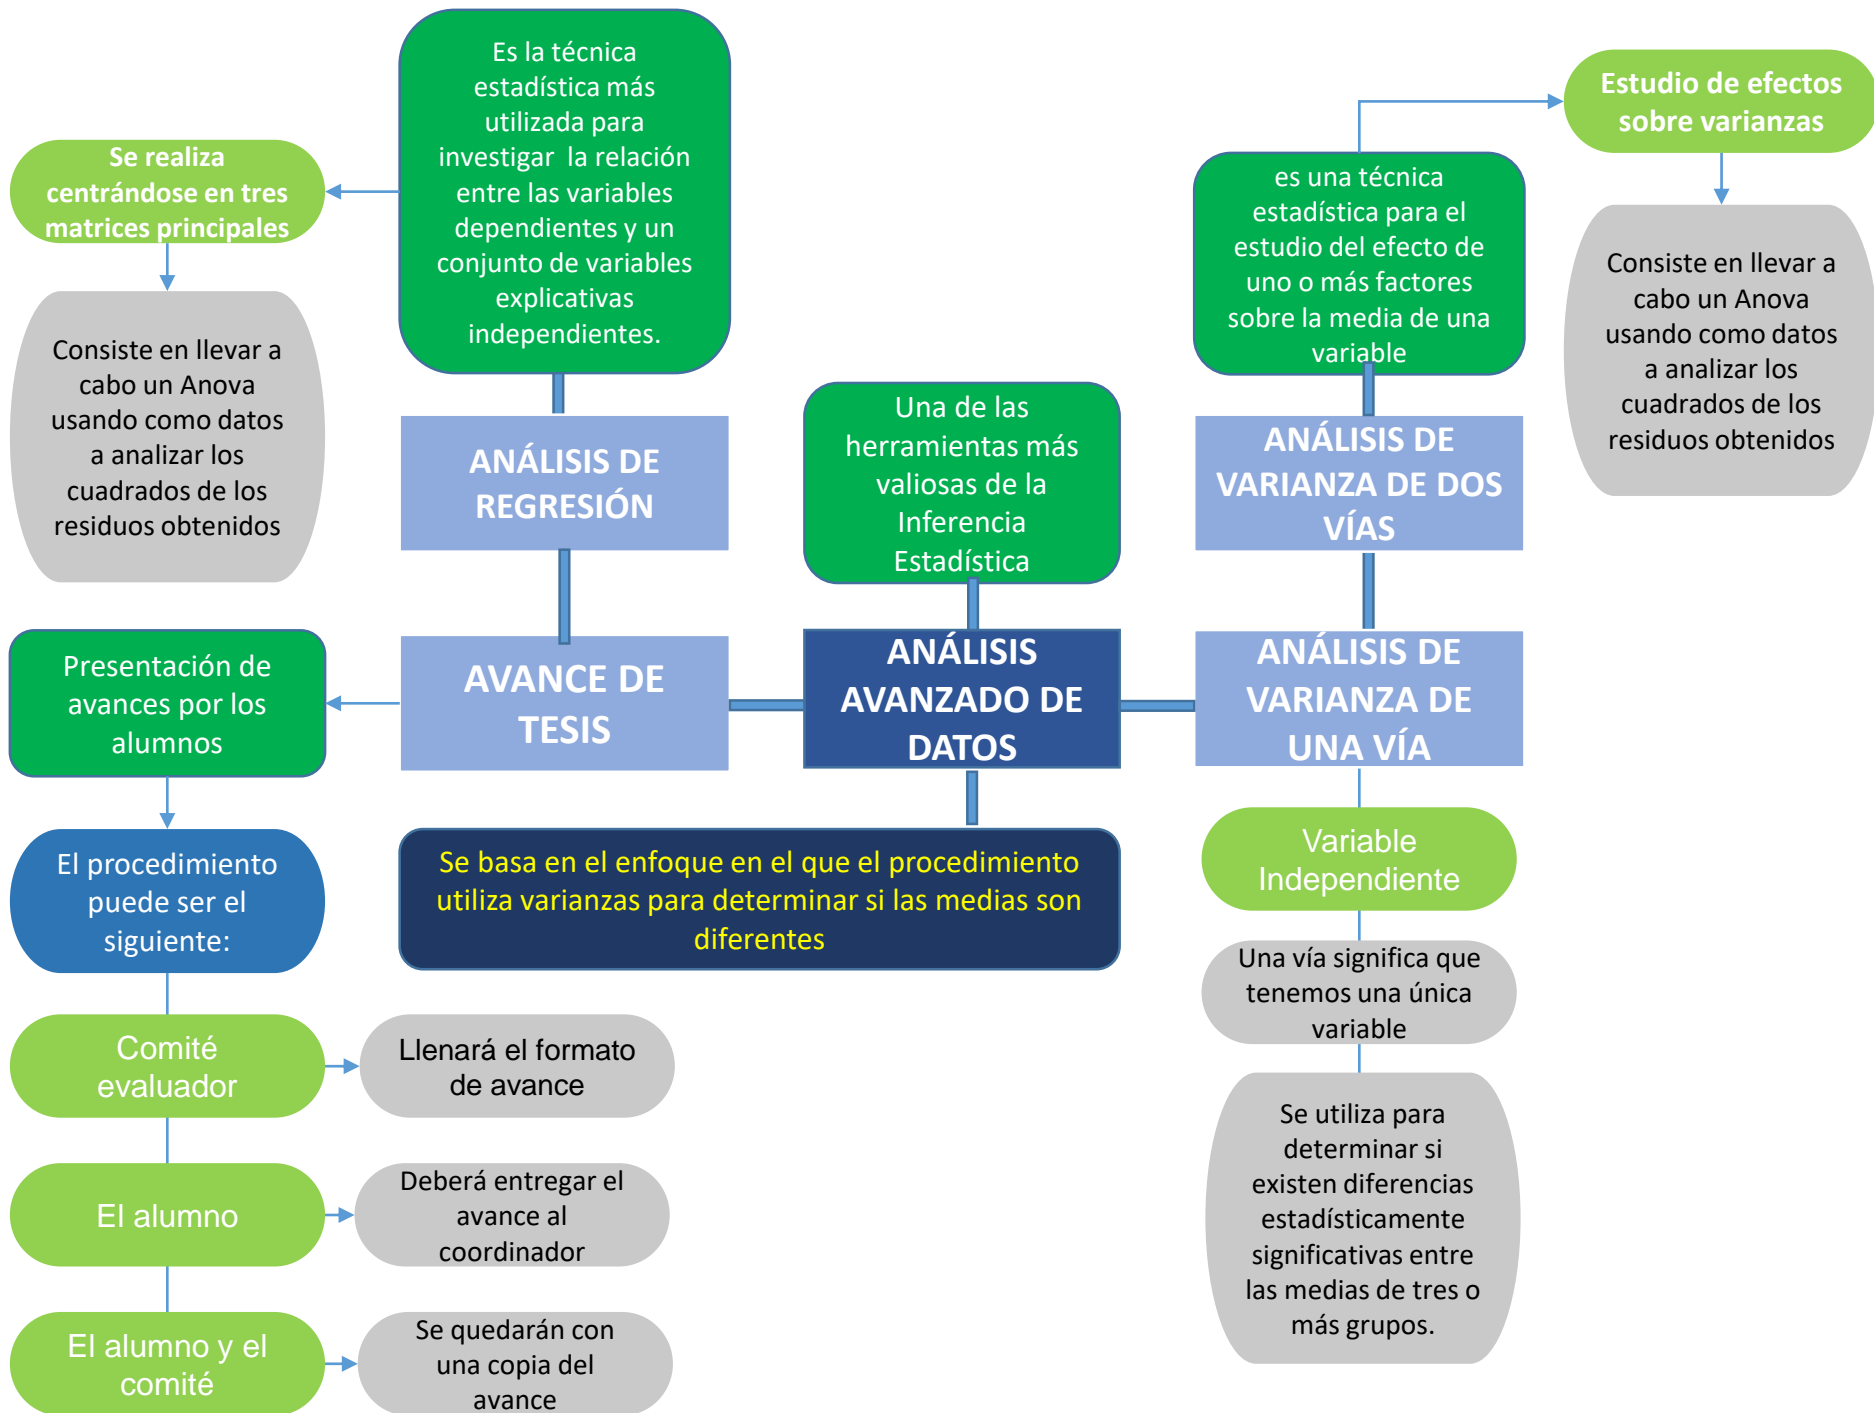 Es la técnica
estadística más
utilizada para
investigar  la relación
entre las variables
dependientes y un
conjunto de variables
explicativas
independientes.
Se realiza
centrándose en tres
matrices principales
Consiste en llevar a
cabo un Anova
usando como datos
a analizar los
cuadrados de los
residuos obtenidos
ANÁLISIS DE
REGRESIÓN
Una de las
herramientas más
valiosas de la
Inferencia
Estadística
es una técnica
estadística para el
estudio del efecto de
uno o más factores
sobre la media de una
variable
Estudio de efectos
sobre varianzas
Consiste en llevar a
cabo un Anova
usando como datos
a analizar los
cuadrados de los
residuos obtenidos
ANÁLISIS DE
VARIANZA DE DOS
VÍAS
Presentación de
avances por los
alumnos
AVANCE DE
TESIS
ANÁLISIS
AVANZADO DE
DATOS
ANÁLISIS DE
VARIANZA DE
UNA VÍA
El procedimiento
puede ser el
siguiente:
Se basa en el enfoque en el que el procedimiento
utiliza varianzas para determinar si las medias son
diferentes
Variable
Independiente
Una vía significa que
tenemos una única
variable
Se utiliza para
determinar si
existen diferencias
estadísticamente
significativas entre
las medias de tres o
más grupos.
Comité
evaluador
Llenará el formato
de avance
El alumno
Deberá entregar el
avance al
coordinador
El alumno y el
comité
Se quedarán con
una copia del
avance